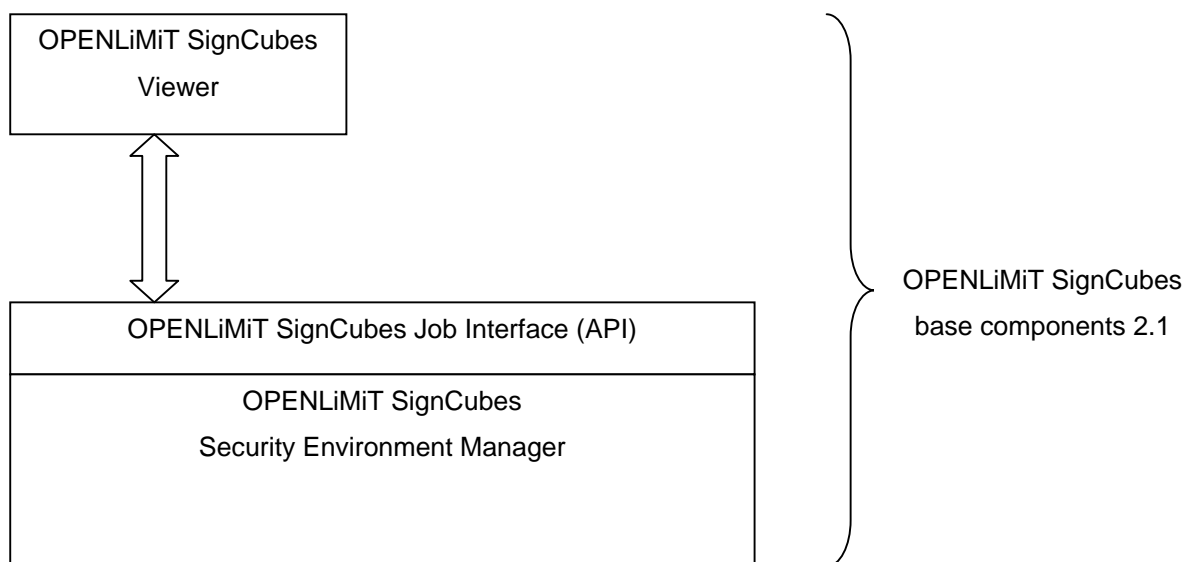 OPENLiMiT SignCubes
Viewer
OPENLiMiT SignCubes Job Interface (API)
OPENLiMiT SignCubes
Security Environment Manager
OPENLiMiT SignCubes
base components 2.1